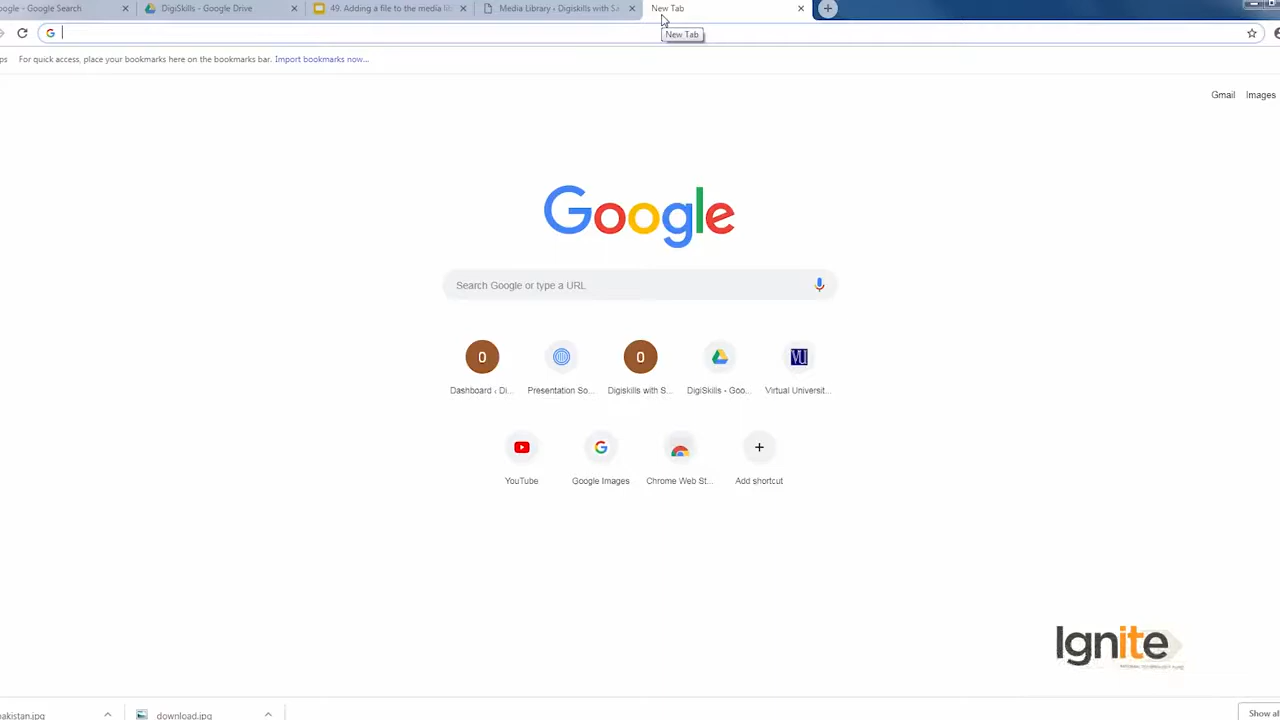 oogle - Google Search
DigiSkills - Google Drive
49. Adding a file to the media lib
Media Library ‹ Digiskills with SA
New Tab
New Tab
ps
For quick access, place your bookmarks here on the bookmarks bar. Import bookmarks now...
Gmail Images
Google
Search Google or type a URL
Dashboard ‹ Di... Presentation So... Digiskills with S... DigiSkills - Goo... Virtual Universit...
YouTube Google Images Chrome Web St... Add shortcut
Ignite
pakistan.jpg
download.jpg
Show al